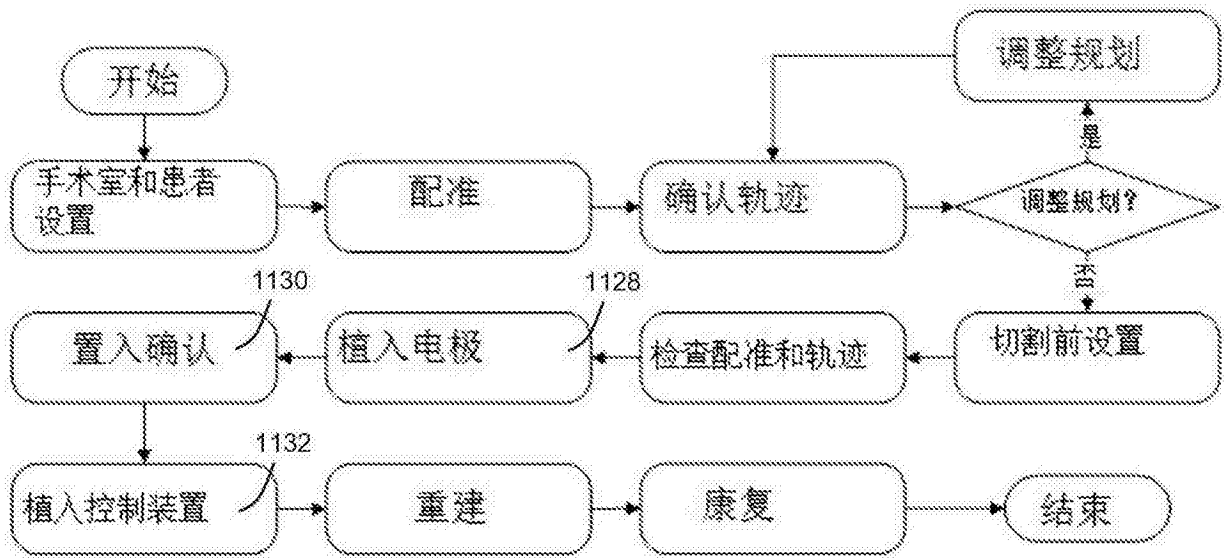 开始
调整规划
是
手术室和患者
设置
配准
确认轨迹
调整规划?
否
1130
1128
置入确认
植入电极
检查配准和轨迹
切割前设置
1132
植入控制装置
重建
康复
结束